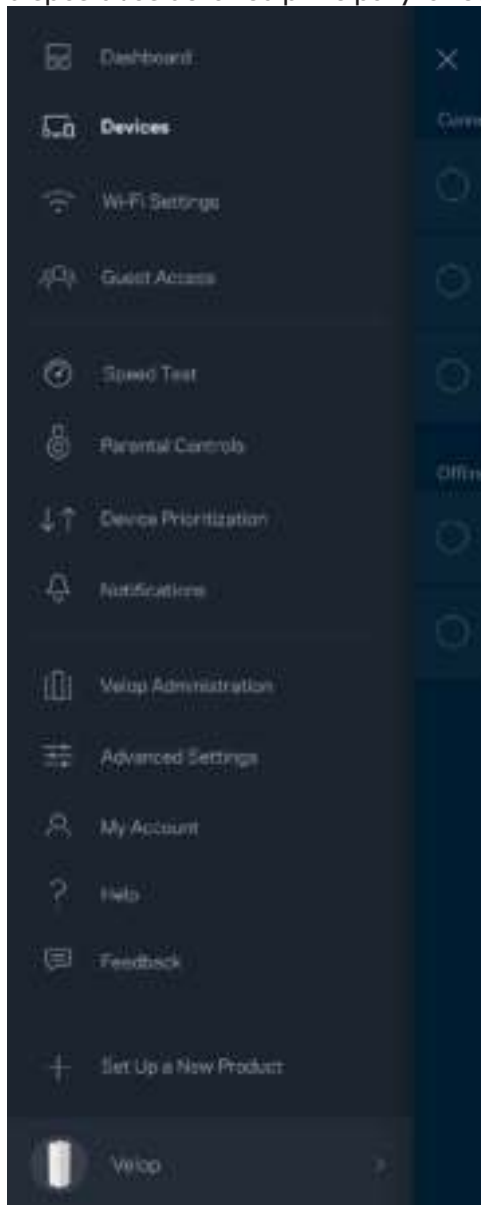 Dashboard
Devices
Wi-Fi Settings
Guest Access
Speed Test
Parental Controls
Device Prioritization
Notifications
Velop Administration
Advanced Settings
My Account
Help
Feedback
Set Up a New Product
Velop